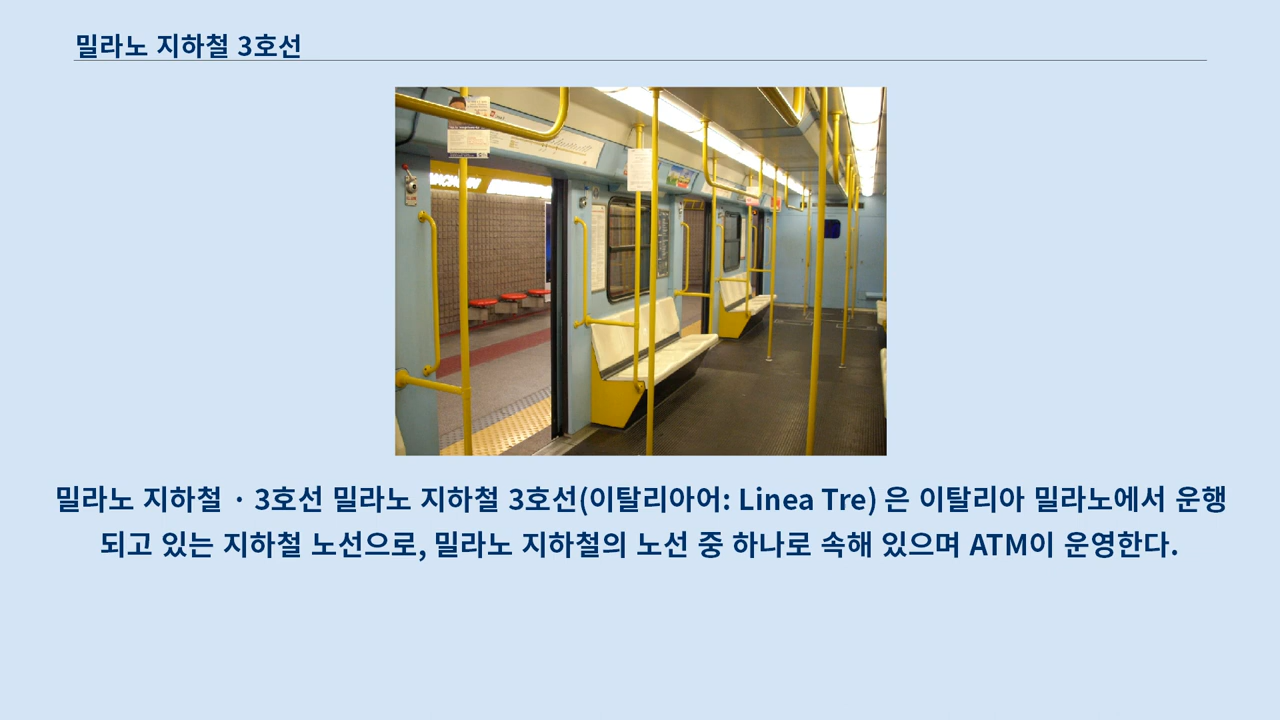 밀라노 지하철 3호선
밀라노 지하철 · 3호선 밀라노 지하철 3호선(이탈리아어: Linea Tre) 은 이탈리아 밀라노에서 운행
되고 있는 지하철 노선으로, 밀라노 지하철의 노선 중 하나로 속해 있으며 ATM이 운영한다.